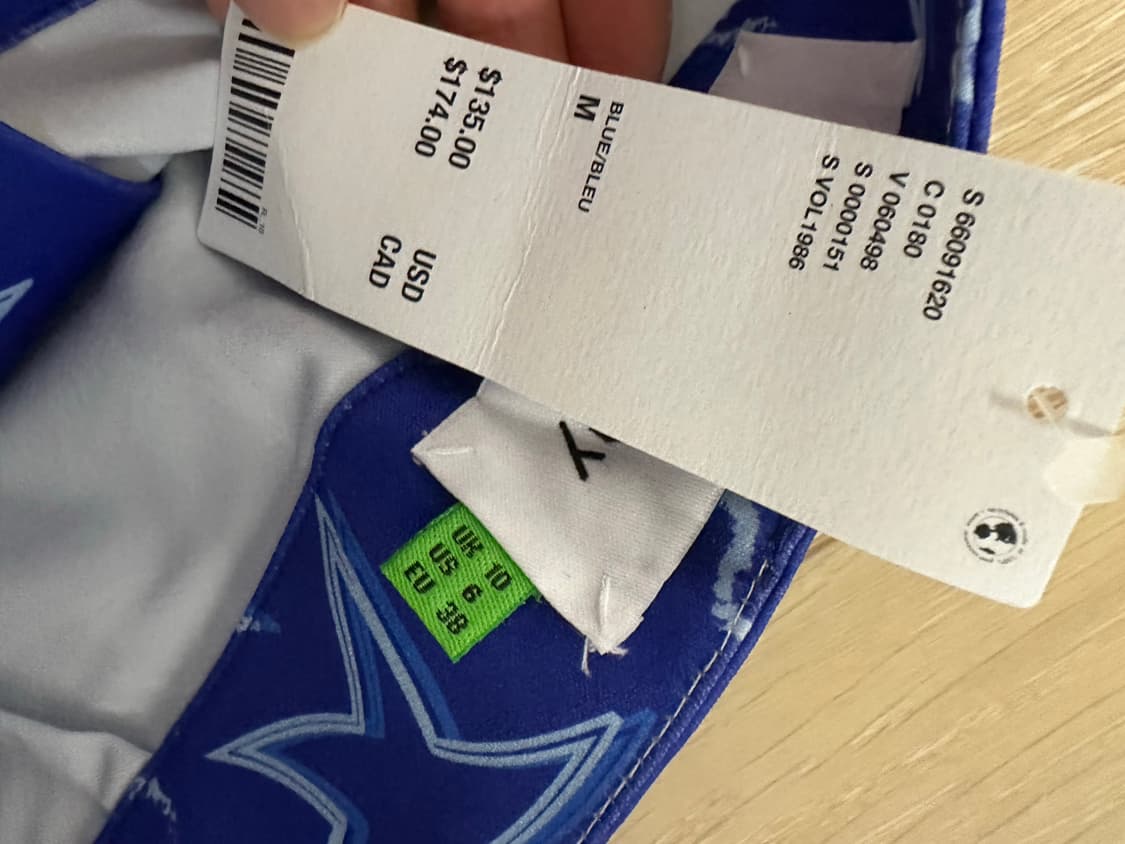 S 66091620
C 0180
V 060498
S 0000151
S VOL1986
BLUE/BLEU
M
$135.00 USD
$174.00 CAD
Y
UK 10
US 6
EU 38